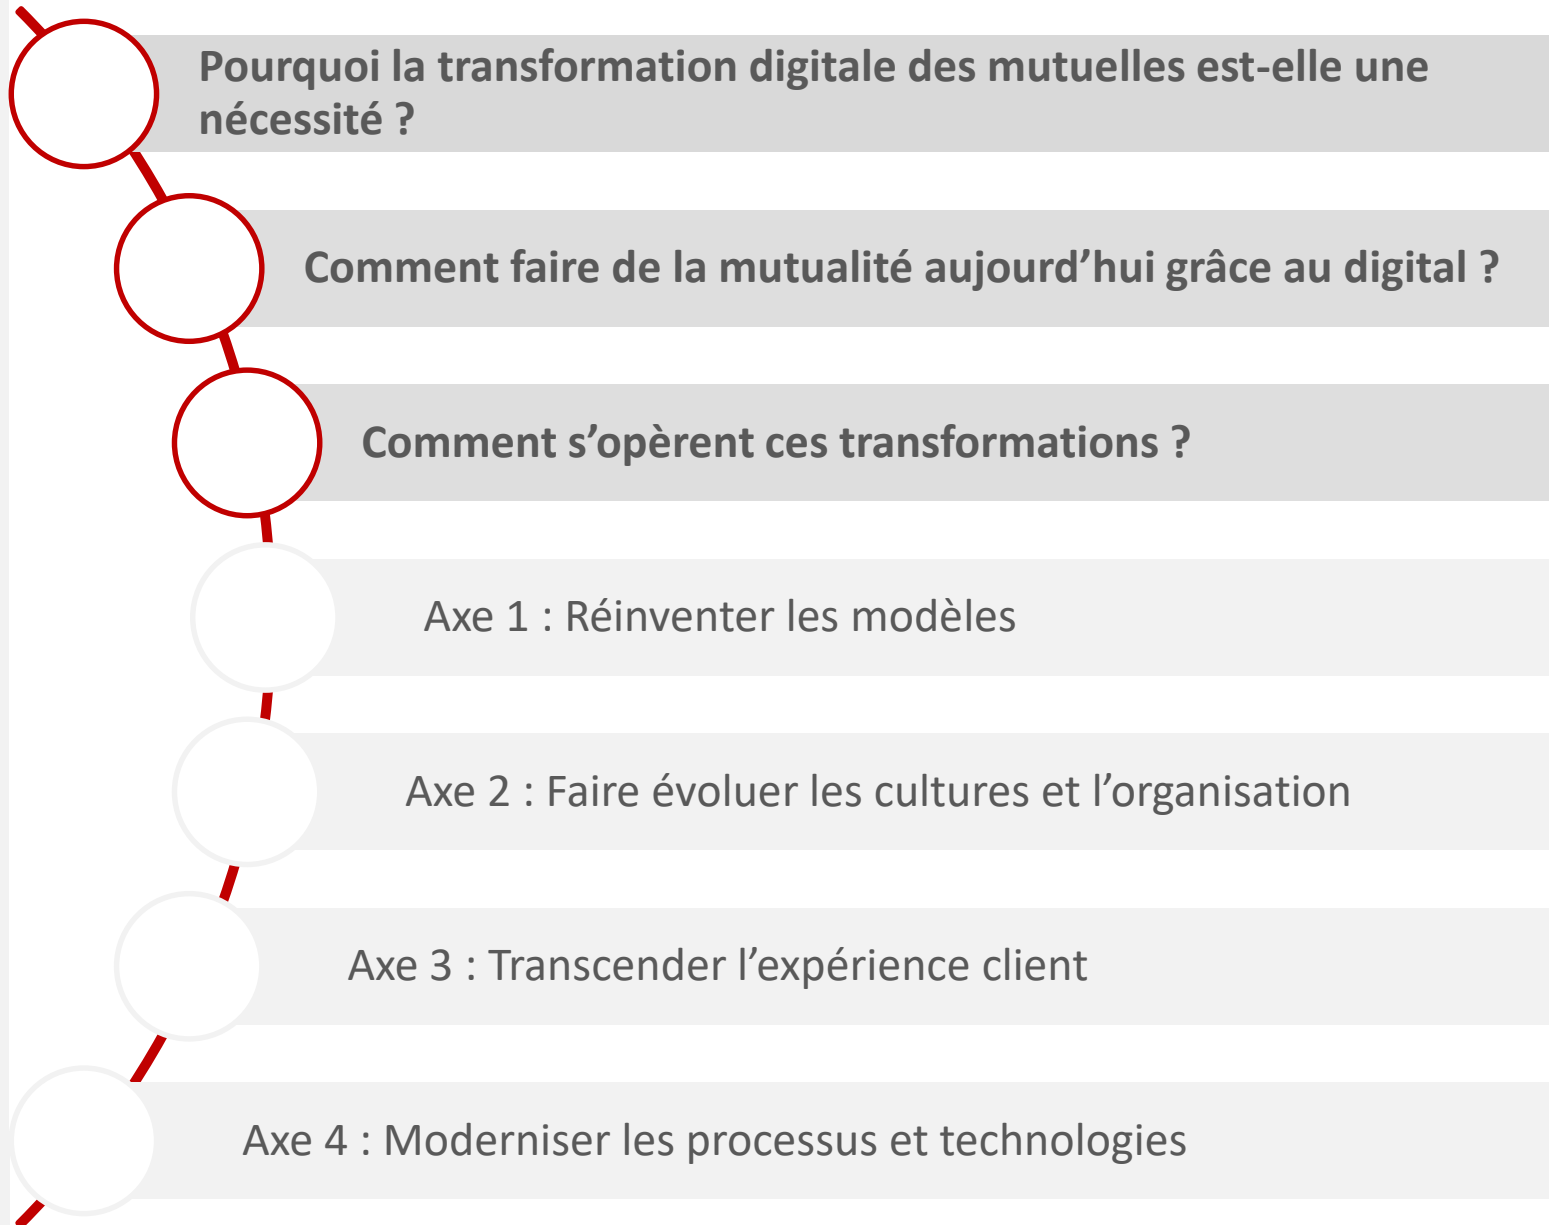 Pourquoi la transformation digitale des mutuelles est-elle une
nécessité ?
Comment faire de la mutualité aujourd’hui grâce au digital ?
Comment s’opèrent ces transformations ?
Axe 1 : Réinventer les modèles
Axe 2 : Faire évoluer les cultures et l’organisation
Axe 3 : Transcender l’expérience client
Axe 4 : Moderniser les processus et technologies